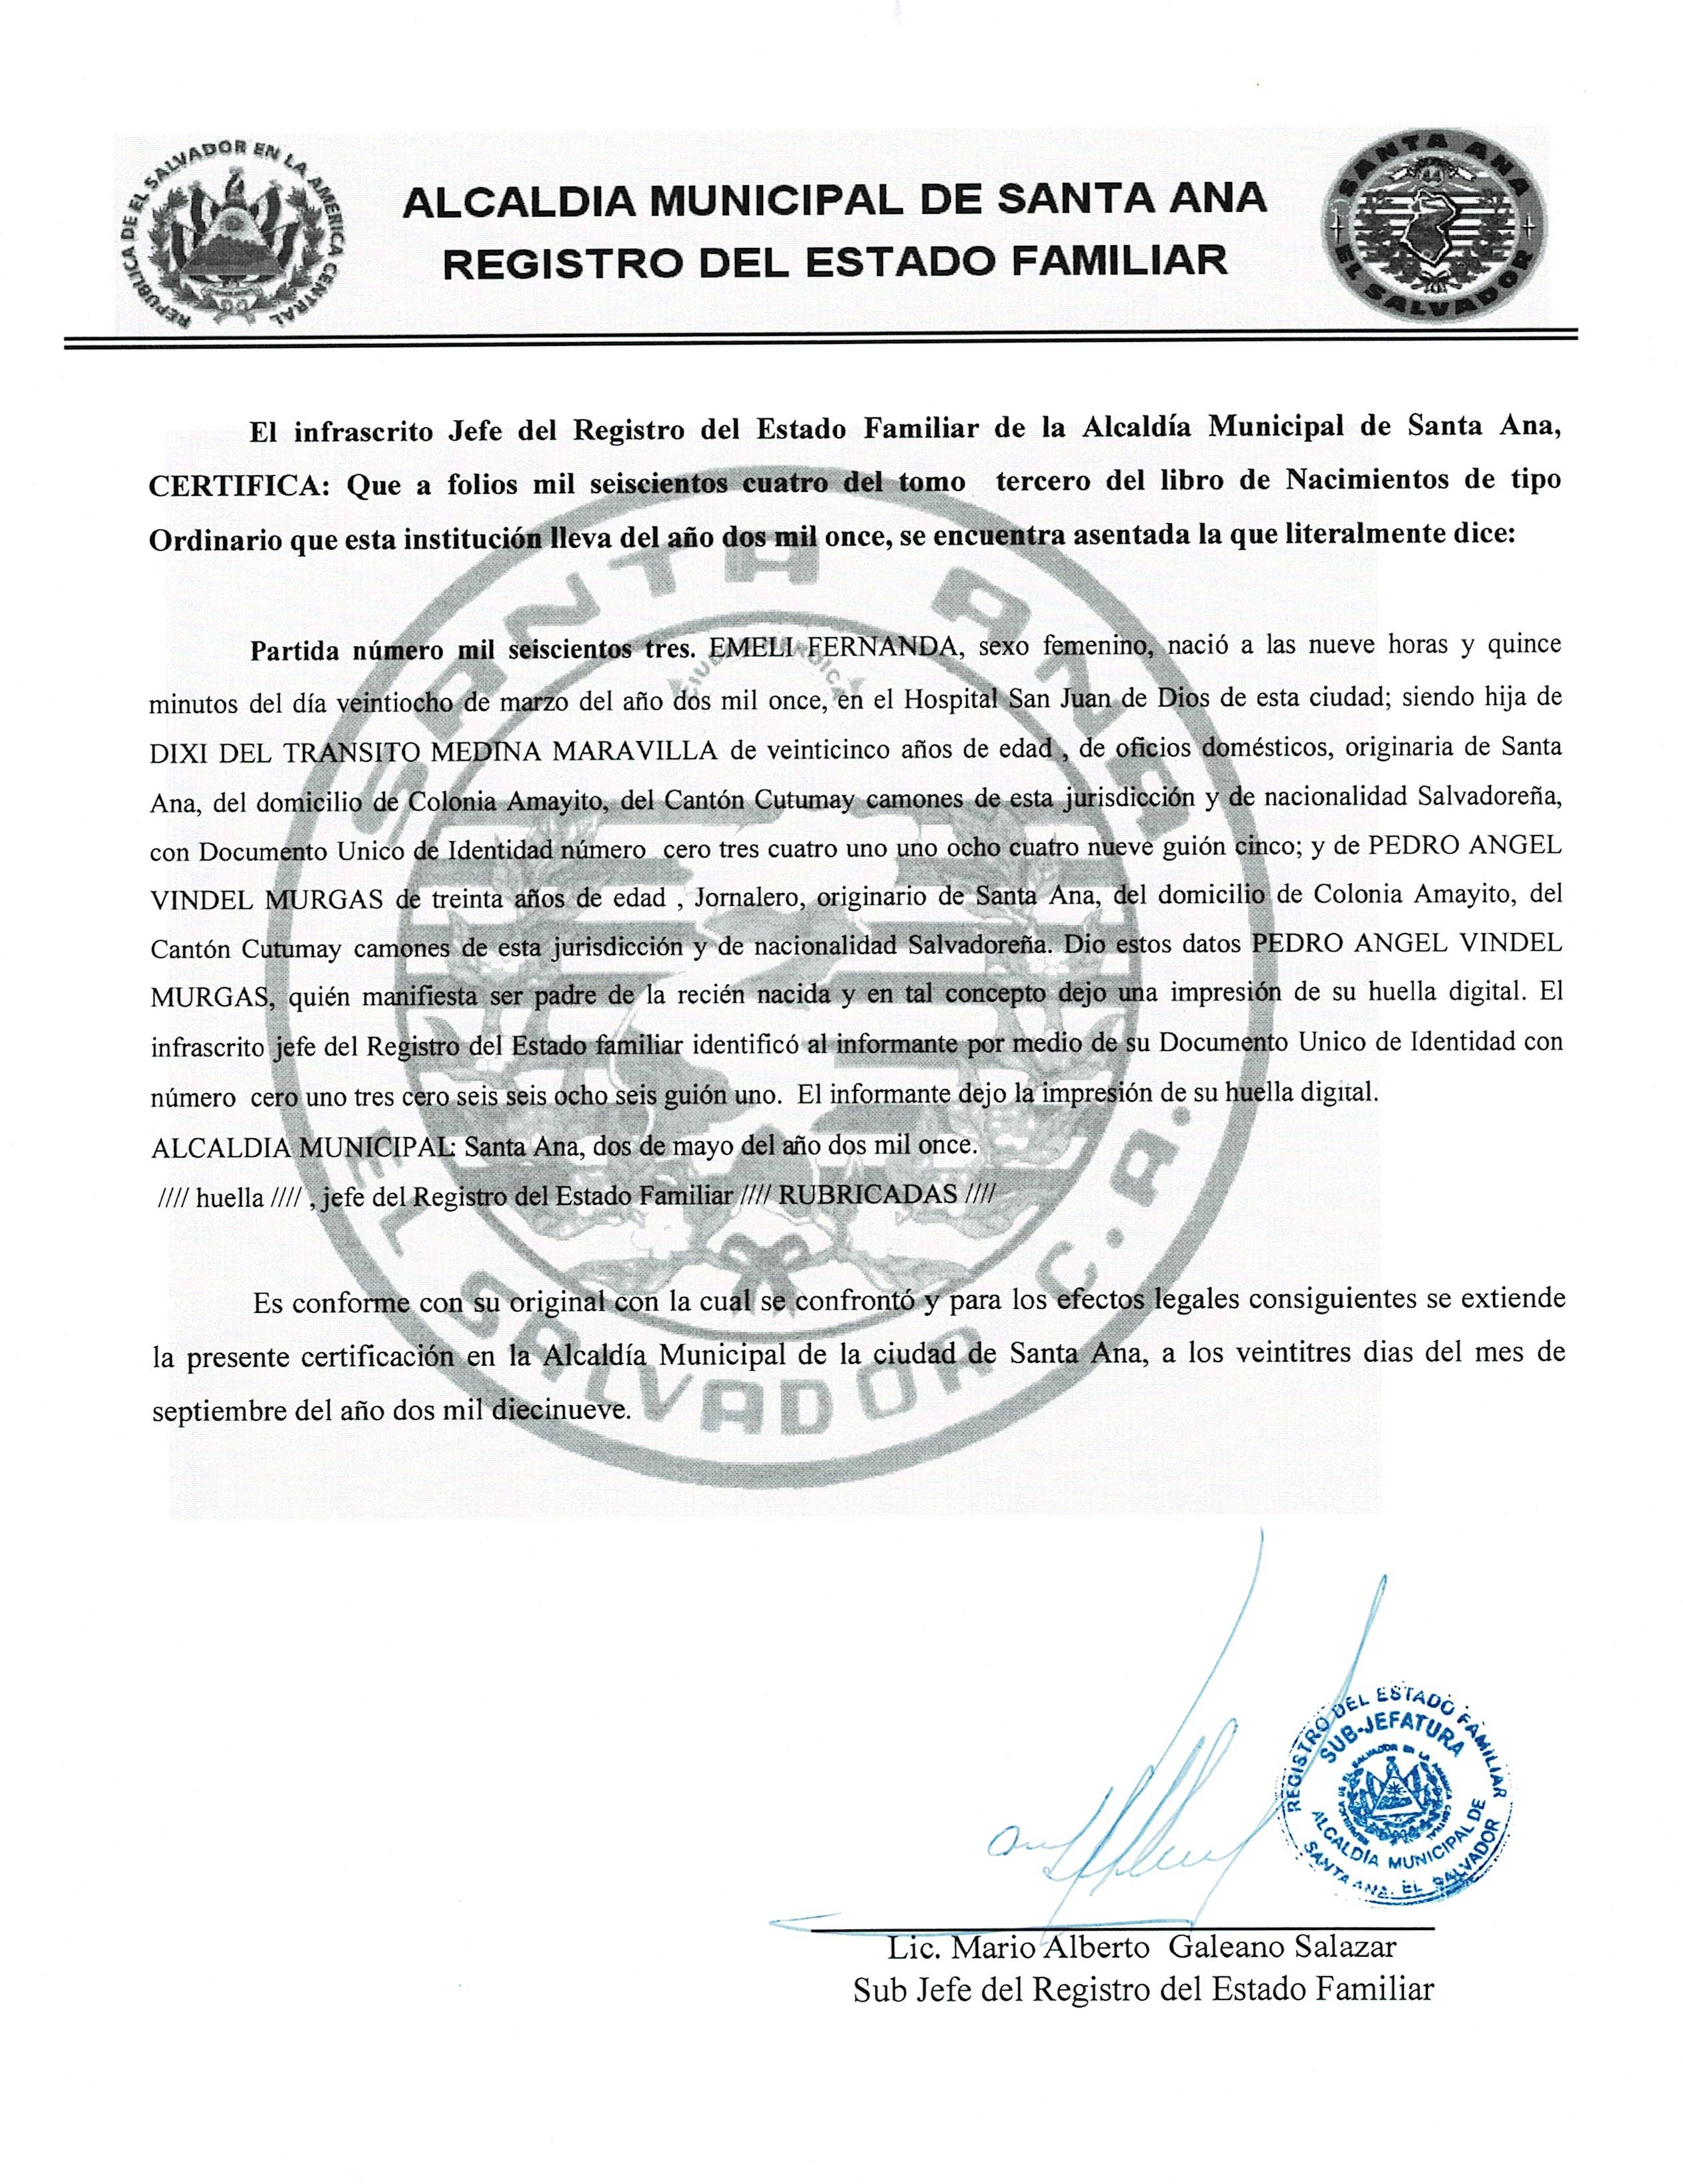 REPUBLICA DE EL SALVADOR EN LA AMERICA CENTRAL
ALCALDIA MUNICIPAL DE SANTA ANA
REGISTRO DEL ESTADO FAMILIAR
SANTA ANA
EL SALVADOR
El infrascrito Jefe del Registro del Estado Familiar de la Alcaldía Municipal de Santa Ana,
CERTIFICA: Que a folios mil seiscientos cuatro del tomo tercero del libro de Nacimientos de tipo
Ordinario que esta institución lleva del año dos mil once, se encuentra asentada la que literalmente dice:
Partida número mil seiscientos tres. EMELI FERNANDA, sexo femenino, nació a las nueve horas y quince
minutos del día veintiocho de marzo del año dos mil once, en el Hospital San Juan de Dios de esta ciudad; siendo hija de
DIXI DEL TRANSITO MEDINA MARAVILLA de veinticinco años de edad , de oficios domésticos, originaria de Santa
Ana, del domicilio de Colonia Amayito, del Cantón Cutumay camones de esta jurisdicción y de nacionalidad Salvadoreña,
con Documento Unico de Identidad número cero tres cuatro uno uno ocho cuatro nueve guión cinco; y de PEDRO ANGEL
VINDEL MURGAS de treinta años de edad , Jornalero, originario de Santa Ana, del domicilio de Colonia Amayito, del
Cantón Cutumay camones de esta jurisdicción y de nacionalidad Salvadoreña. Dio estos datos PEDRO ANGEL VINDEL
MURGAS, quién manifiesta ser padre de la recién nacida y en tal concepto dejo una impresión de su huella digital. El
infrascrito jefe del Registro del Estado familiar identificó al informante por medio de su Documento Unico de Identidad con
número cero uno tres cero seis seis ocho seis guión uno. El informante dejo la impresión de su huella digital.
ALCALDIA MUNICIPAL: Santa Ana, dos de mayo del año dos mil once.
//// huella //// , jefe del Registro del Estado Familiar //// RUBRICADAS ////
Es conforme con su original con la cual se confrontó y para los efectos legales consiguientes se extiende
la presente certificación en la Alcaldía Municipal de la ciudad de Santa Ana, a los veintitres dias del mes de
septiembre del año dos mil diecinueve.
SANTA ANA
CIUDAD HEROICA
EL SALVADOR C.A.
REGISTRO DEL ESTADO FAMILIAR
SUB-JEFATURA
ALCALDÍA MUNICIPAL DE
SANTA ANA, EL SALVADOR
Lic. Mario Alberto Galeano Salazar
Sub Jefe del Registro del Estado Familiar